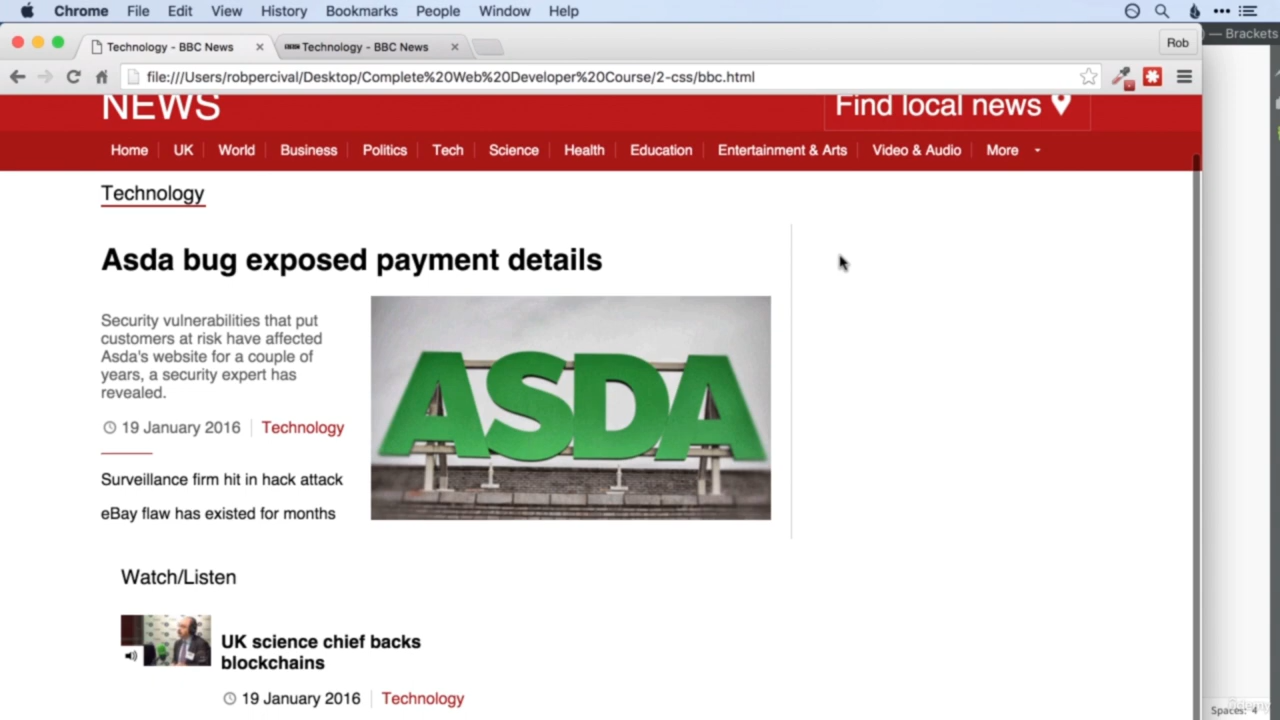 Chrome File Edit View History Bookmarks People Window Help
— Brackets
Technology - BBC News
Technology - BBC News
Rob
file:///Users/robpercival/Desktop/Complete%20Web%20Developer%20Course/2-css/bbc.html
NEWS
Find local news
Home UK World Business Politics Tech Science Health Education Entertainment & Arts Video & Audio More
Technology
Asda bug exposed payment details
Security vulnerabilities that put
customers at risk have affected
Asda's website for a couple of
years, a security expert has
revealed.
19 January 2016 Technology
ASDA
Surveillance firm hit in hack attack
eBay flaw has existed for months
Watch/Listen
UK science chief backs
blockchains
19 January 2016 Technology
Spaces: 4